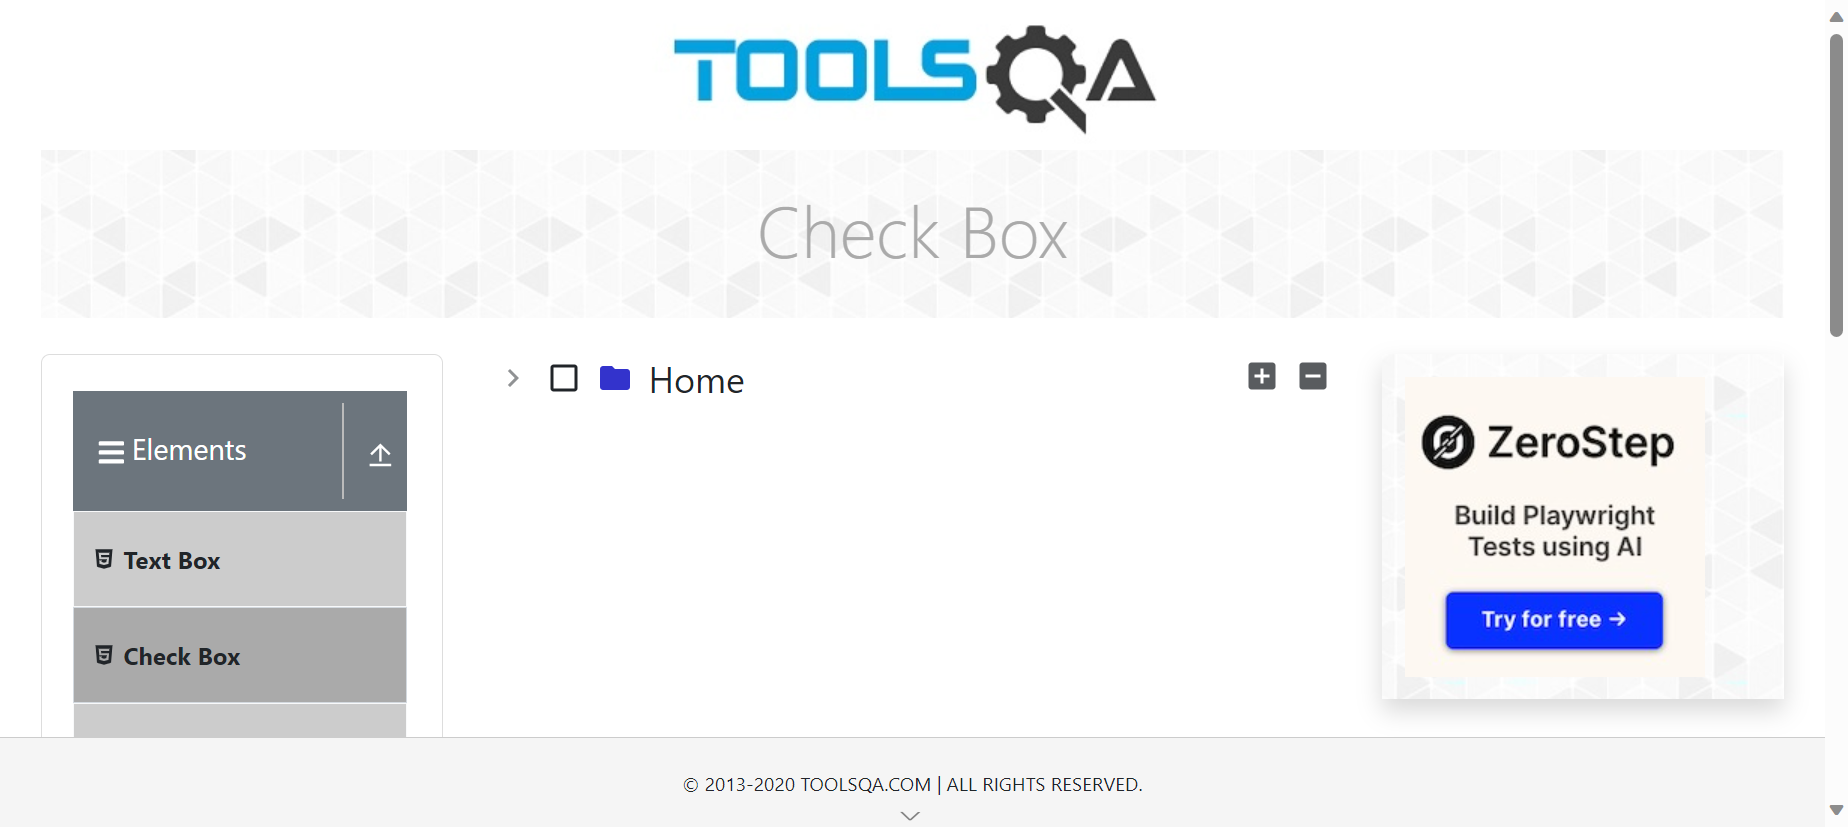 TOOLSQA
Check Box
Elements
Text Box
Check Box
Home
ZeroStep
Build Playwright
Tests using AI
Try for free →
© 2013-2020 TOOLSQA.COM | ALL RIGHTS RESERVED.